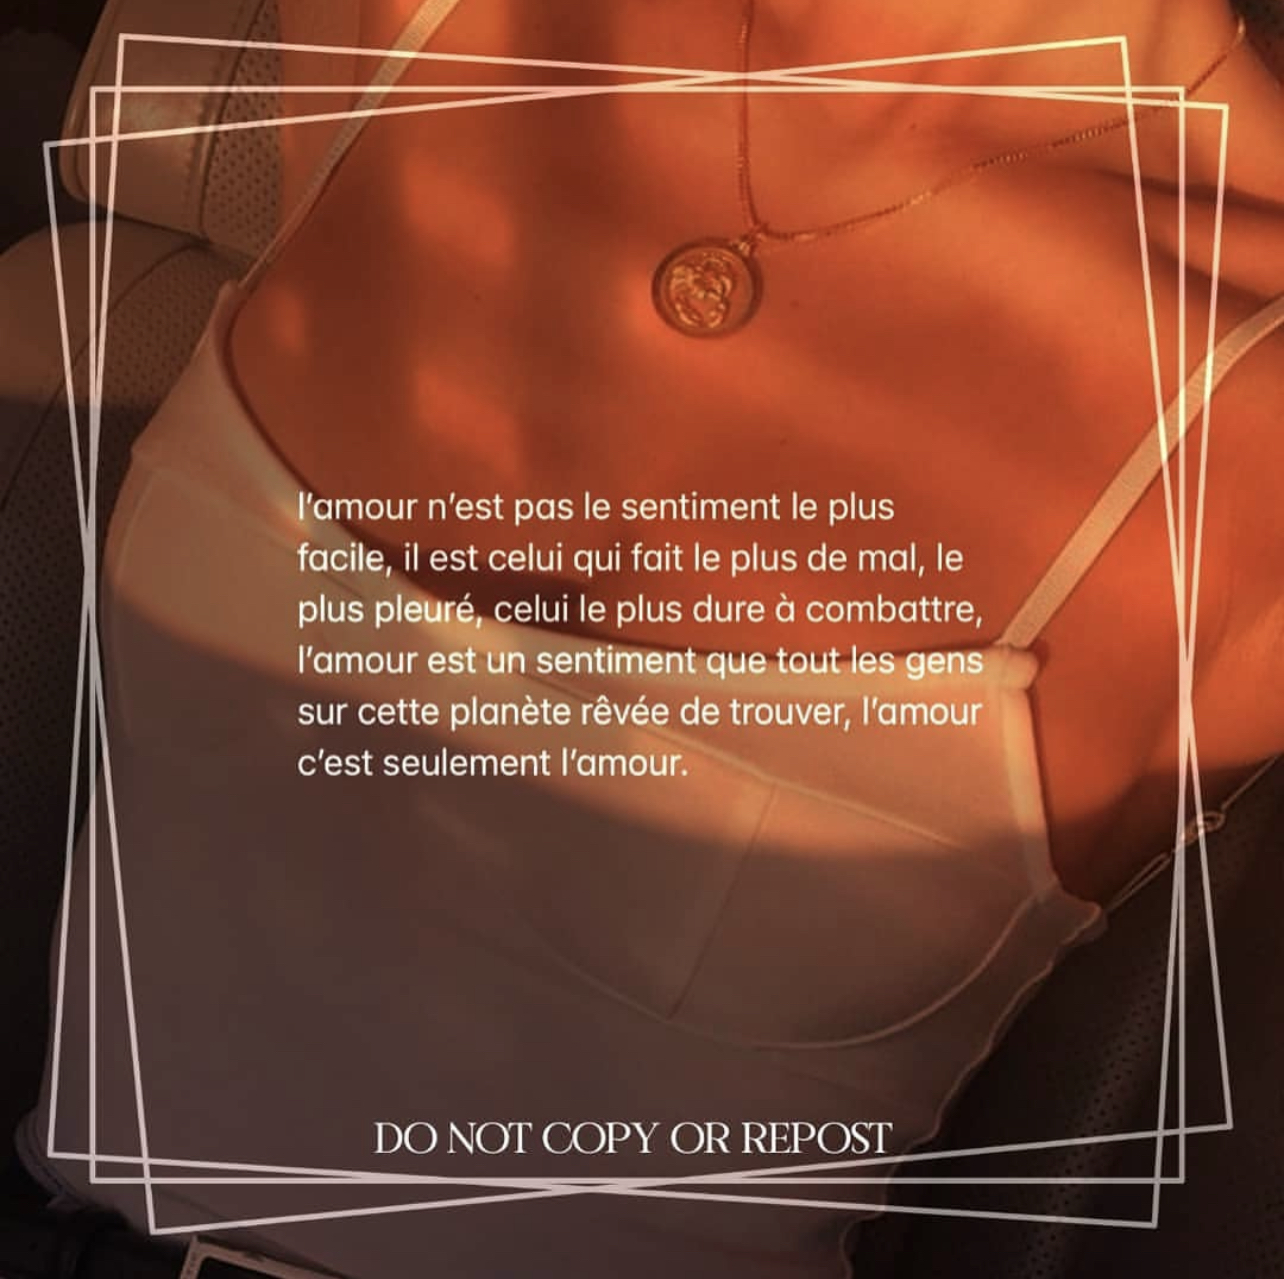 l’amour n’est pas le sentiment le plus
facile, il est celui qui fait le plus de mal, le
plus pleuré, celui le plus dure à combattre,
l’amour est un sentiment que tout les gens
sur cette planète rêvée de trouver, l’amour
c’est seulement l’amour.
DO NOT COPY OR REPOST